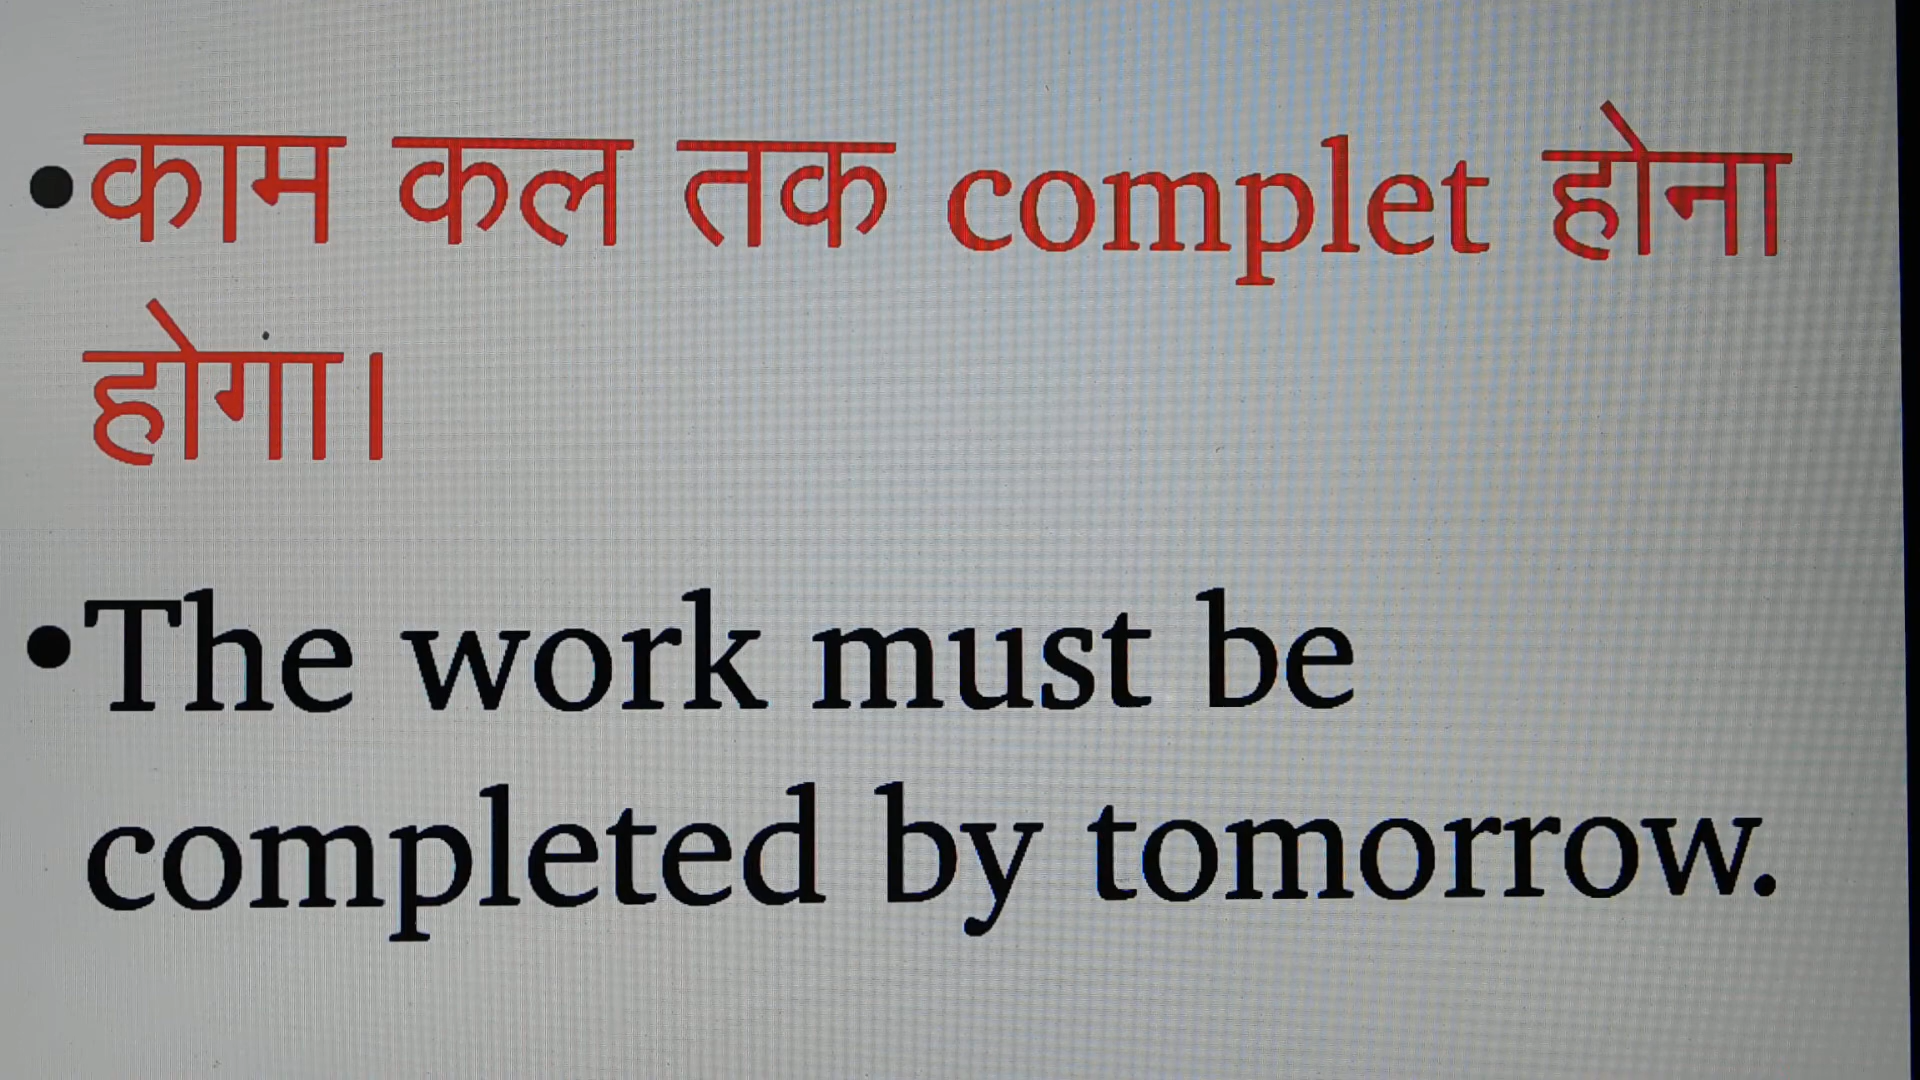 •काम कल तक complet होना
होगा।
•The work must be
completed by tomorrow.